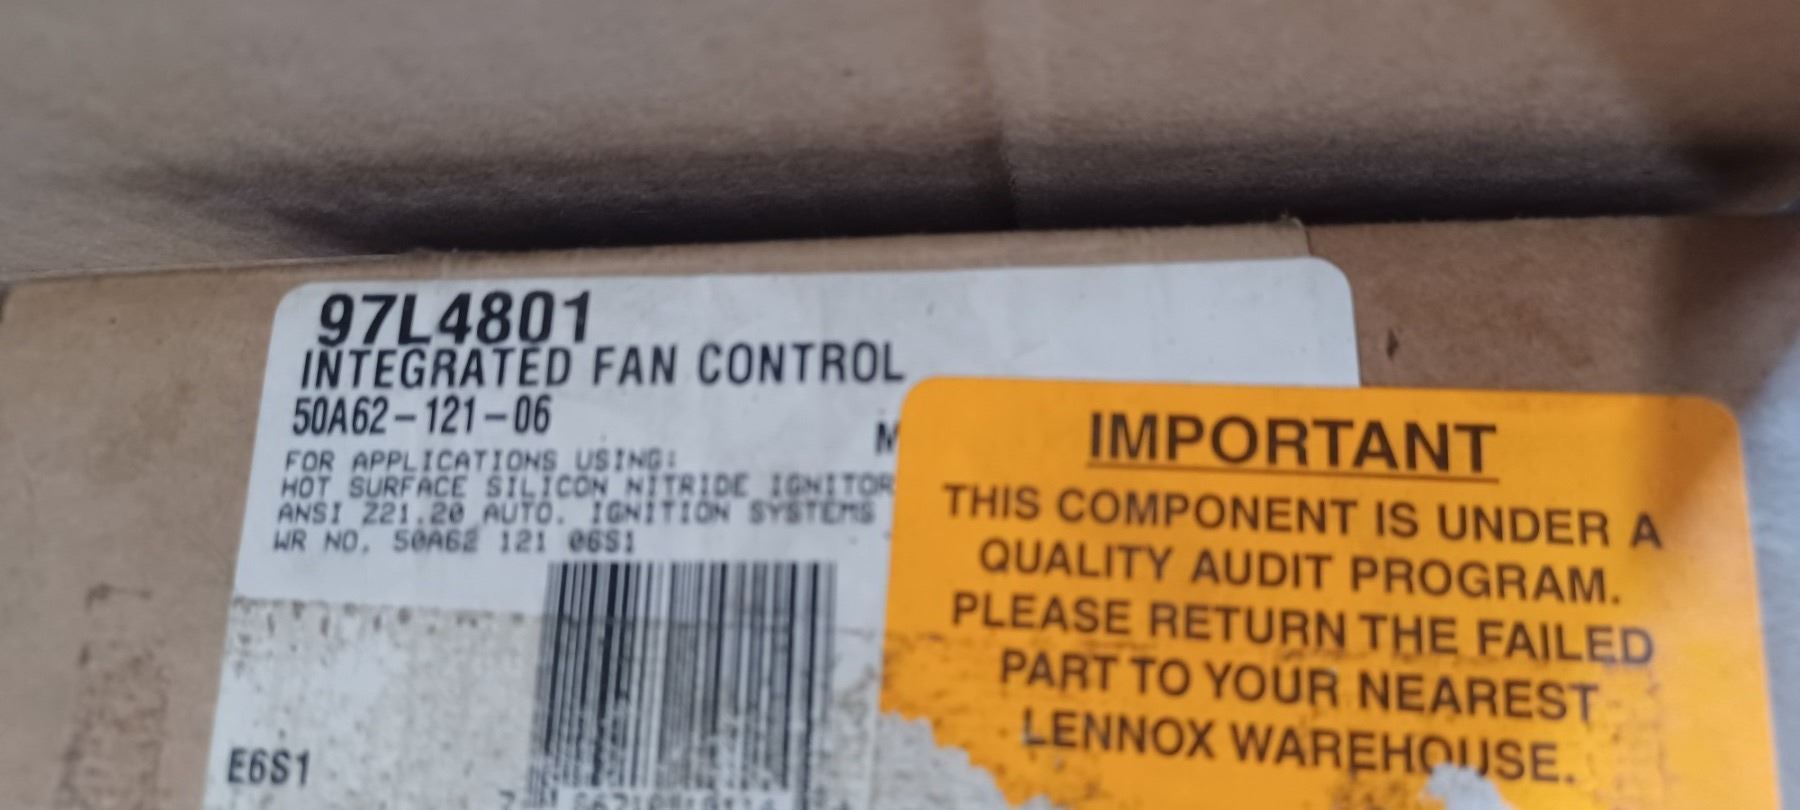 97L4801
INTEGRATED FAN CONTROL
50A62-121-06
M
FOR APPLICATIONS USING:
HOT SURFACE SILICON NITRIDE IGNITOR
ANSI Z21.20 AUTO. IGNITION SYSTEMS
WR NO. 50A62 121 06S1
E6S1
IMPORTANT
THIS COMPONENT IS UNDER A
QUALITY AUDIT PROGRAM.
PLEASE RETURN THE FAILED
PART TO YOUR NEAREST
LENNOX WAREHOUSE.